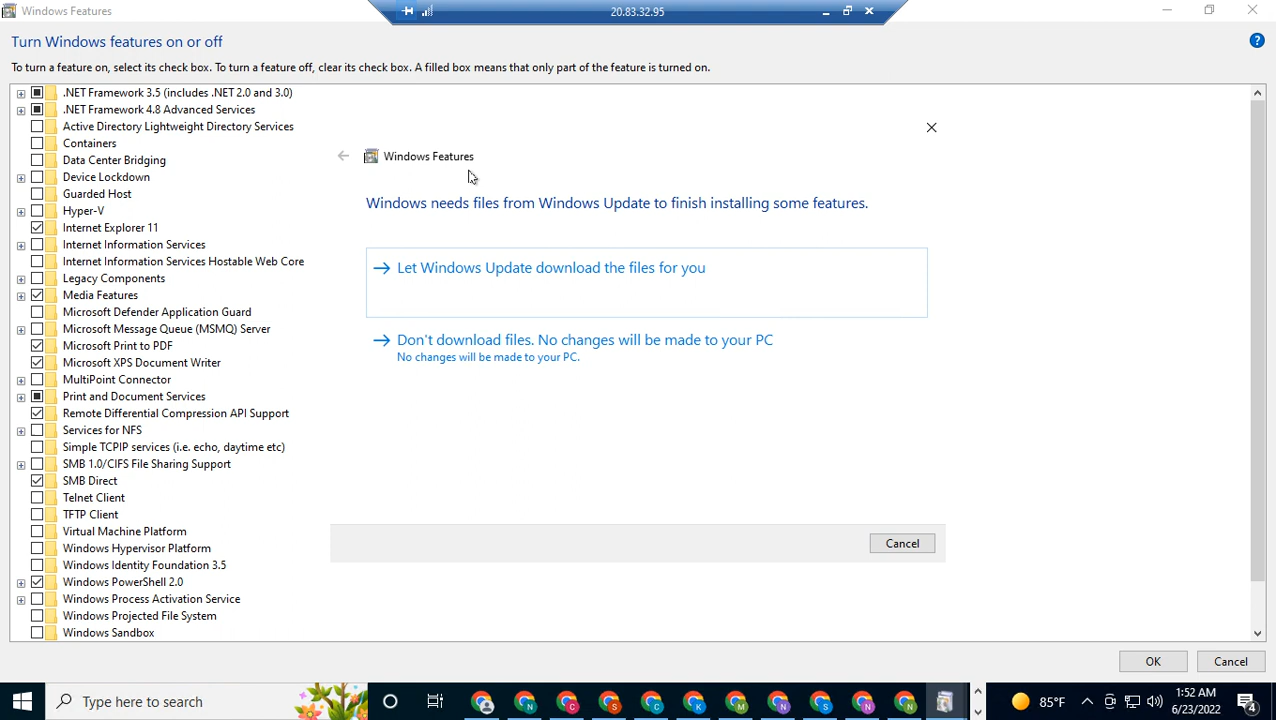 Windows Features
20.83.32.95
Turn Windows features on or off
To turn a feature on, select its check box. To turn a feature off, clear its check box. A filled box means that only part of the feature is turned on.
.NET Framework 3.5 (includes .NET 2.0 and 3.0)
.NET Framework 4.8 Advanced Services
Active Directory Lightweight Directory Services
Containers
Data Center Bridging
Device Lockdown
Guarded Host
Hyper-V
Internet Explorer 11
Internet Information Services
Internet Information Services Hostable Web Core
Legacy Components
Media Features
Microsoft Defender Application Guard
Microsoft Message Queue (MSMQ) Server
Microsoft Print to PDF
Microsoft XPS Document Writer
MultiPoint Connector
Print and Document Services
Remote Differential Compression API Support
Services for NFS
Simple TCPIP services (i.e. echo, daytime etc)
SMB 1.0/CIFS File Sharing Support
SMB Direct
Telnet Client
TFTP Client
Virtual Machine Platform
Windows Hypervisor Platform
Windows Identity Foundation 3.5
Windows PowerShell 2.0
Windows Process Activation Service
Windows Projected File System
Windows Sandbox
Windows Features
Windows needs files from Windows Update to finish installing some features.
Let Windows Update download the files for you
Don't download files. No changes will be made to your PC
No changes will be made to your PC.
Cancel
OK
Cancel
Type here to search
C N C S C K M N S N N
85°F
1:52 AM
6/23/2022
4